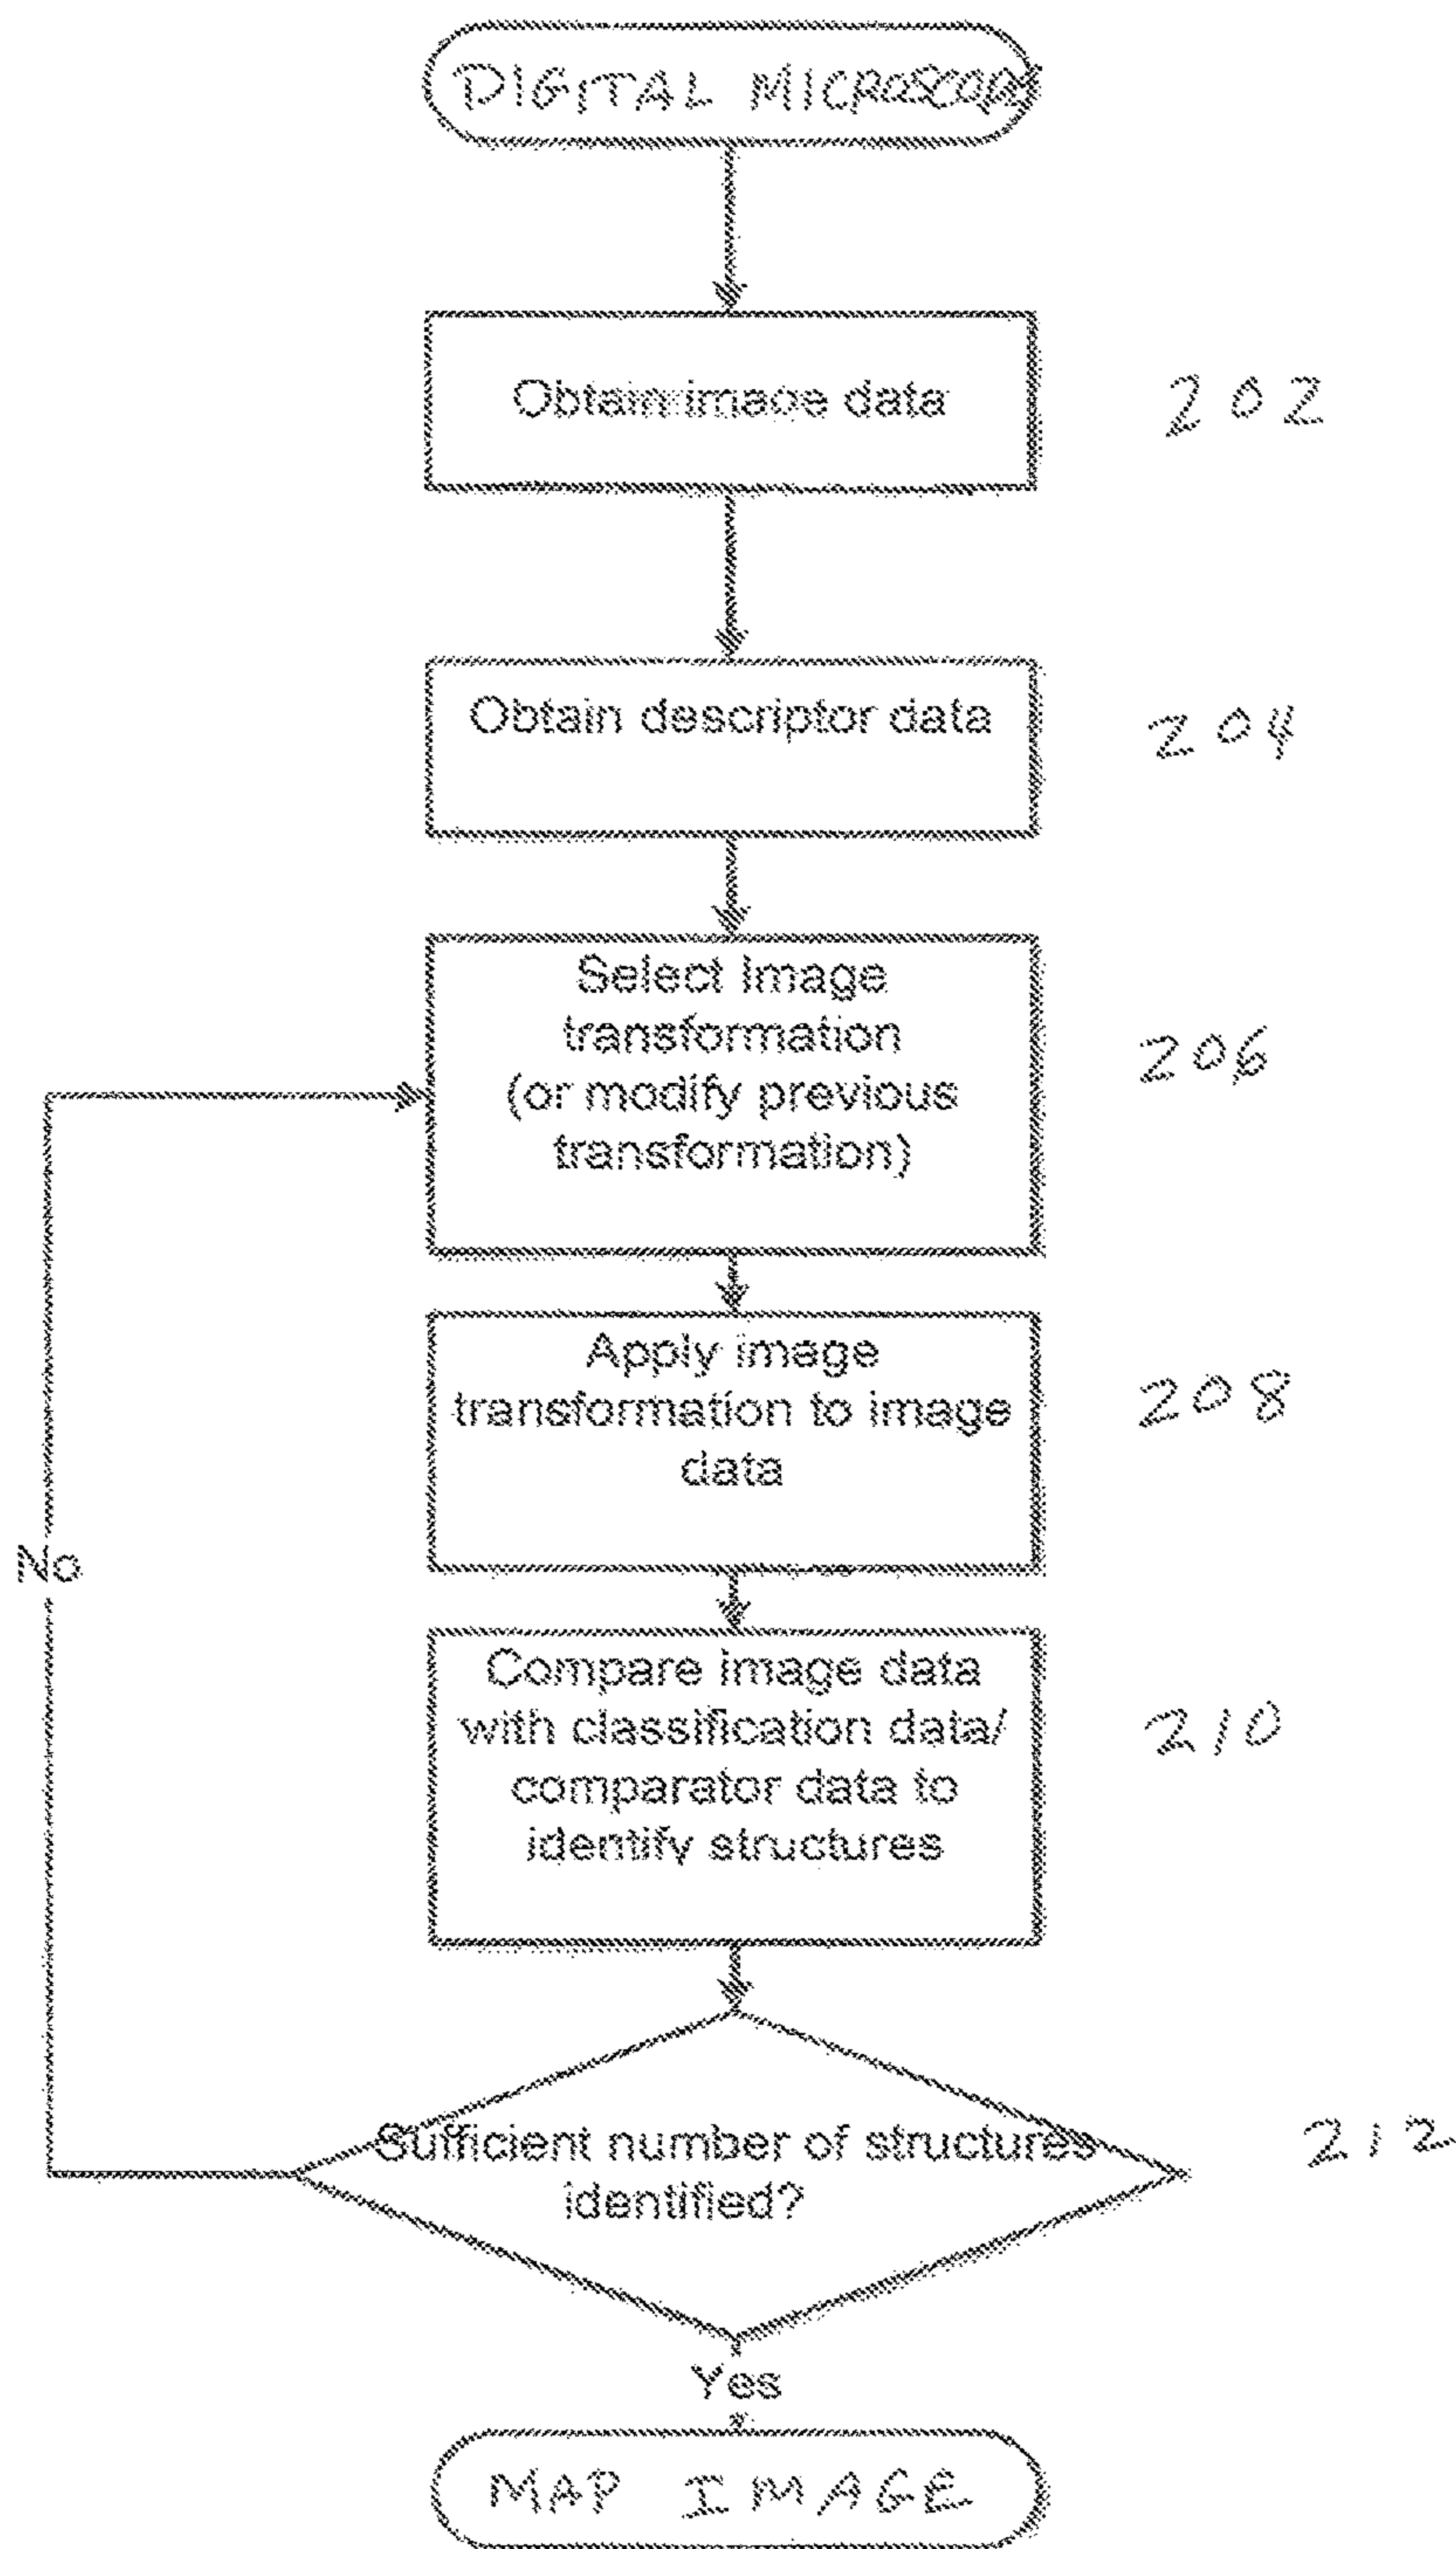 DIGITAL MICROSCOPY
Obtain image data
202
Obtain descriptor data
204
Select Image
transformation
(or modify previous
transformation)
206
Apply image
transformation to image
data
208
No
Compare image data
with classification data/
comparator data to
identify structures
210
Sufficient number of structures
identified?
212
Yes
MAP IMAGE